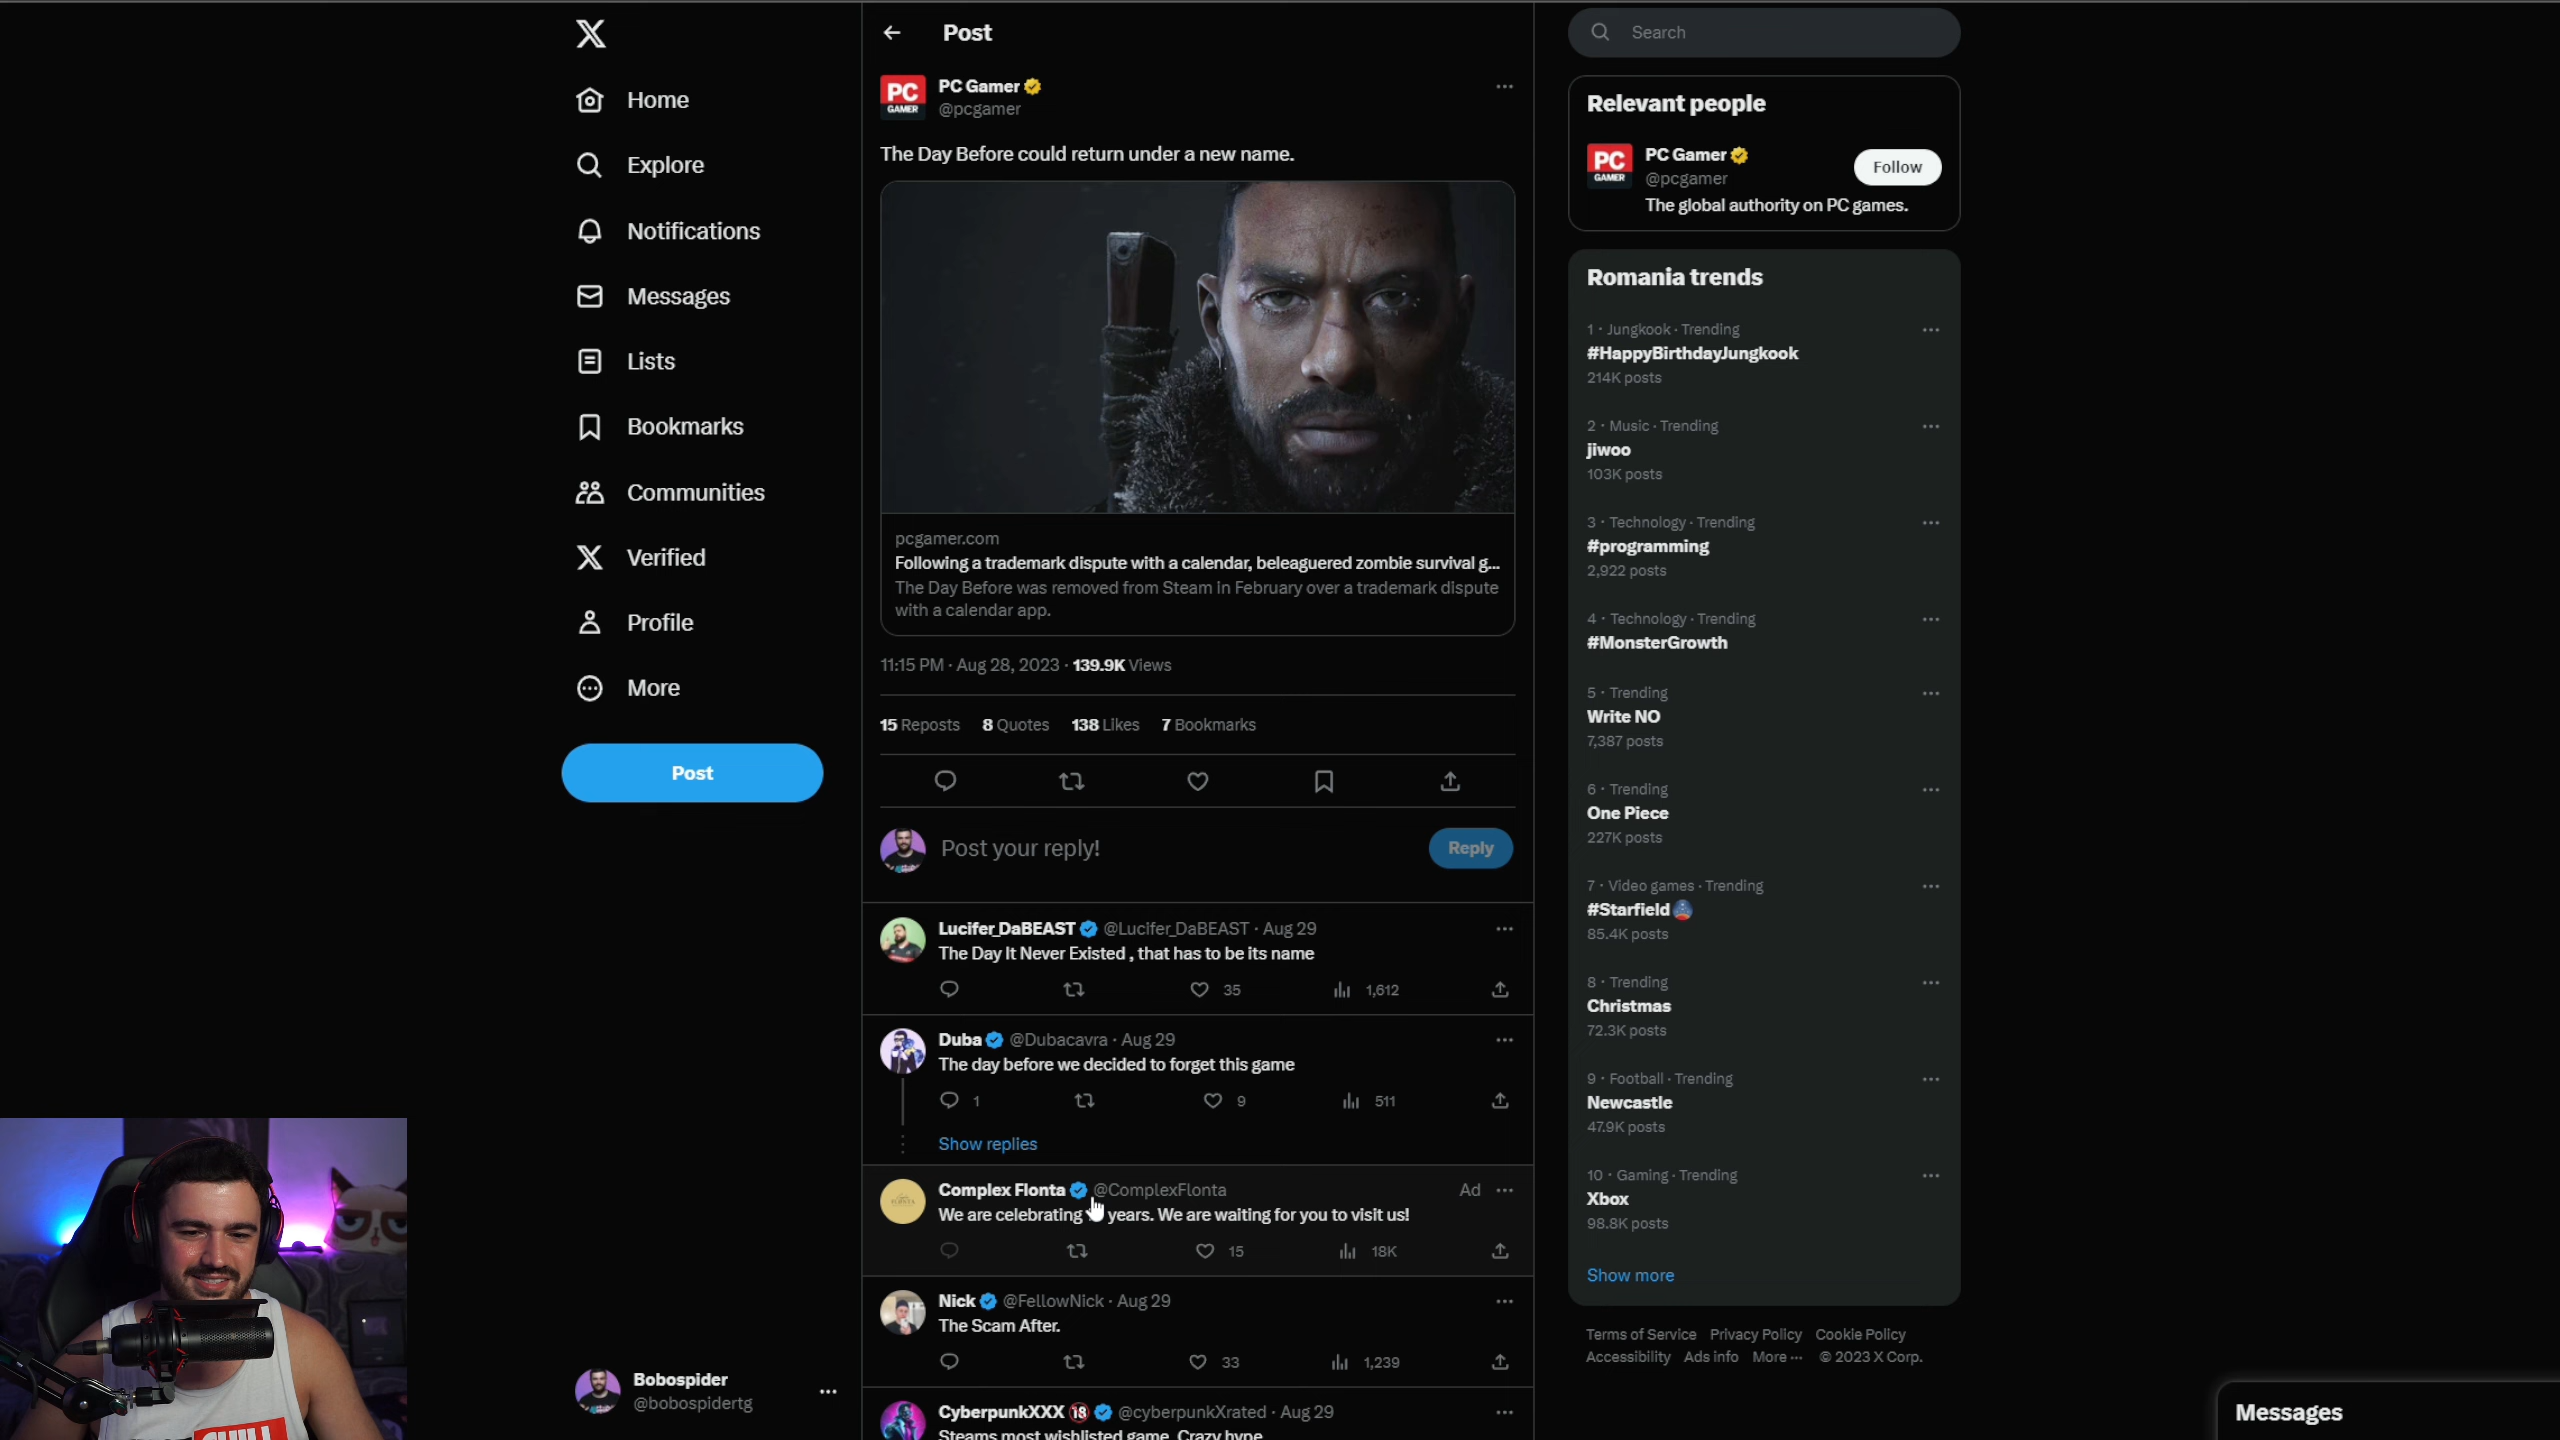 Home
Explore
Notifications
Messages
Lists
Bookmarks
Communities
Verified
Profile
More
Post
Bobospider
@bobospidertg
Post
PC GAMER
PC Gamer
@pcgamer
The Day Before could return under a new name.
pcgamer.com
Following a trademark dispute with a calendar, beleaguered zombie survival g...
The Day Before was removed from Steam in February over a trademark dispute
with a calendar app.
11:15 PM · Aug 28, 2023 · 139.9K Views
15 Reposts 8 Quotes 138 Likes 7 Bookmarks
Post your reply!
Reply
Lucifer_DaBEAST @Lucifer_DaBEAST · Aug 29
The Day It Never Existed , that has to be its name
35 1,612
Duba @Dubacavra · Aug 29
The day before we decided to forget this game
1 9 511
Show replies
Complex Flonta @ComplexFlonta Ad
We are celebrating years. We are waiting for you to visit us!
15 18K
Nick @FellowNick · Aug 29
The Scam After.
33 1,239
CyberpunkXXX 🔞 @cyberpunkXrated · Aug 29
Steams most wishlisted game. Crazy hype
Search
Relevant people
PC GAMER
PC Gamer
@pcgamer
Follow
The global authority on PC games.
Romania trends
1 · Jungkook · Trending
#HappyBirthdayJungkook
214K posts
2 · Music · Trending
jiwoo
103K posts
3 · Technology · Trending
#programming
2,922 posts
4 · Technology · Trending
#MonsterGrowth
5 · Trending
Write NO
7,387 posts
6 · Trending
One Piece
227K posts
7 · Video games · Trending
#Starfield
85.4K posts
8 · Trending
Christmas
72.3K posts
9 · Football · Trending
Newcastle
47.9K posts
10 · Gaming · Trending
Xbox
98.8K posts
Show more
Terms of Service Privacy Policy Cookie Policy
Accessibility Ads info More ··· © 2023 X Corp.
Messages
CHILL